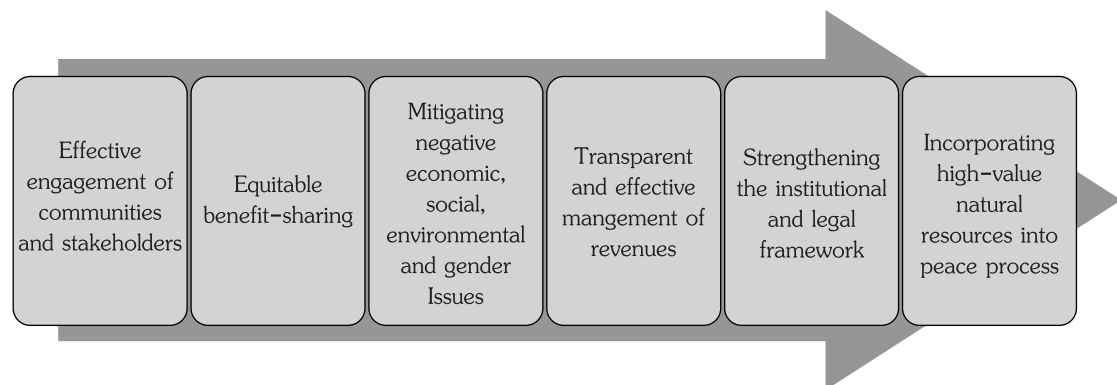 Effective
engagement of
communities
and stakeholders
Equitable
benefit-sharing
Mitigating
negative
economic,
social,
environmental
and gender
Issues
Transparent
and effective
mangement of
revenues
Strengthening
the institutional
and legal
framework
Incorporating
high-value
natural
resources into
peace process